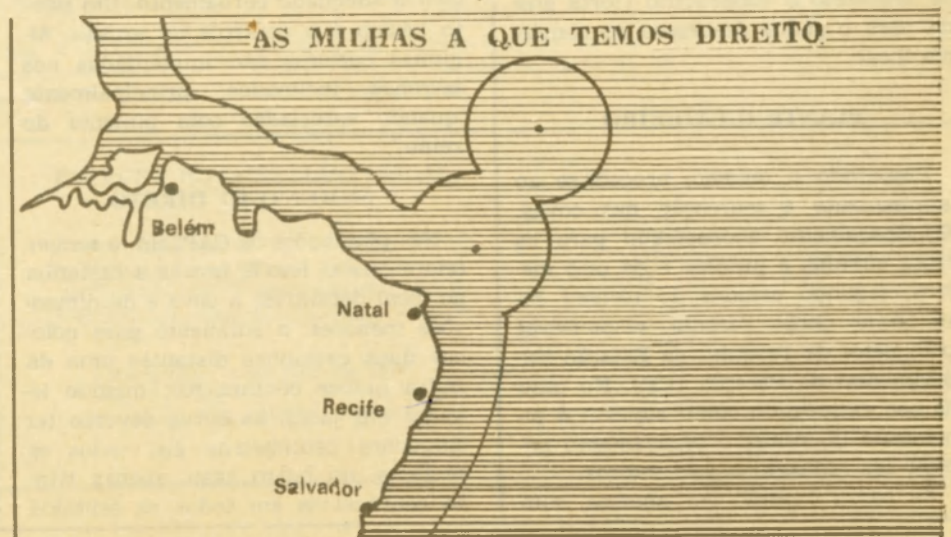 AS MILHAS A QUE TEMOS DIREITO
Belém
Natal
Recife
Salvador